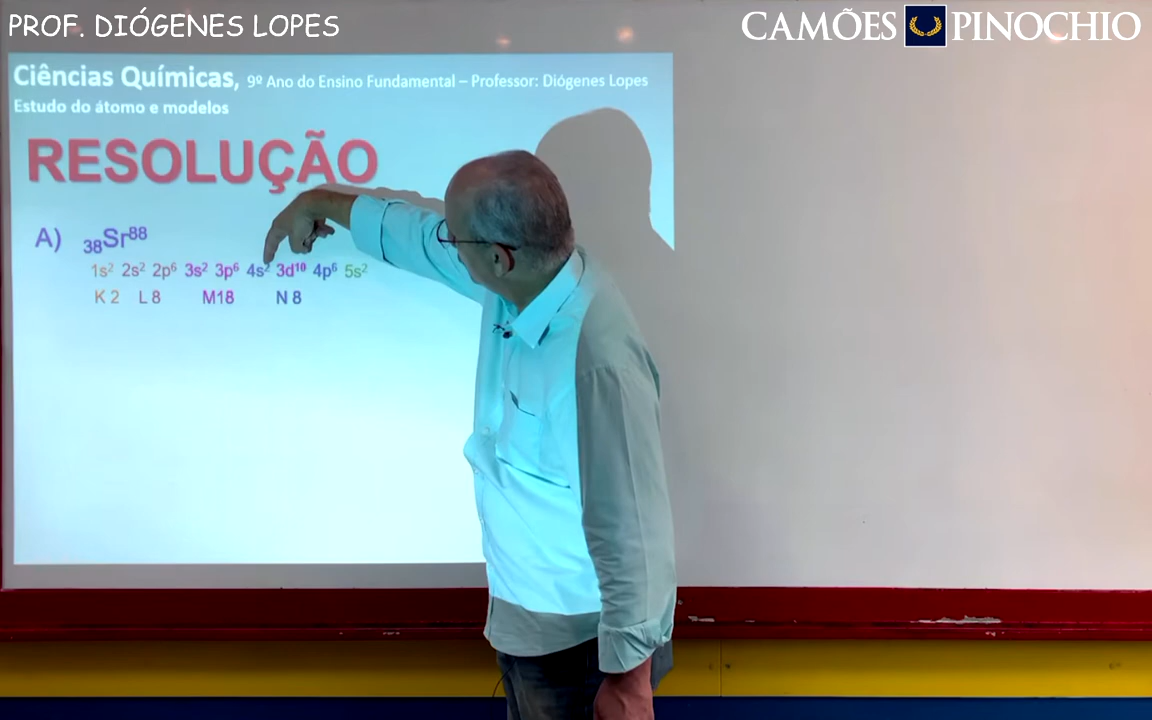 PROF. DIÓGENES LOPES
CAMÕES PINOCHIO
Ciências Químicas, 9º Ano do Ensino Fundamental – Professor: Diógenes Lopes
Estudo do átomo e modelos
RESOLUÇÃO
A) ₃₈Sr⁸⁸
1s² 2s² 2p⁶ 3s² 3p⁶ 4s² 3d¹⁰ 4p⁶ 5s²
K 2 L 8 M18 N 8